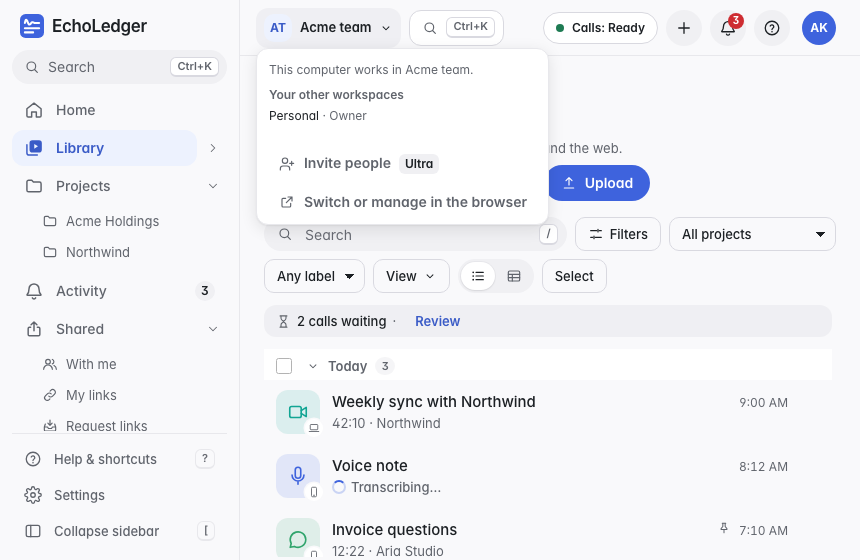 EchoLedger
Search Ctrl+K
Home
Library
Projects
Acme Holdings
Northwind
Activity 3
Shared
With me
My links
Request links
Help & shortcuts ?
Settings
Collapse sidebar [
AT Acme team
Ctrl+K
Calls: Ready
3
AK
This computer works in Acme team.
Your other workspaces
Personal · Owner
Invite people Ultra
Switch or manage in the browser
and the web.
Upload
Search /
Filters
All projects
Any label
View
Select
2 calls waiting · Review
Today 3
Weekly sync with Northwind
9:00 AM
42:10 · Northwind
Voice note
8:12 AM
Transcribing...
Invoice questions
7:10 AM
12:22 · Aria Studio